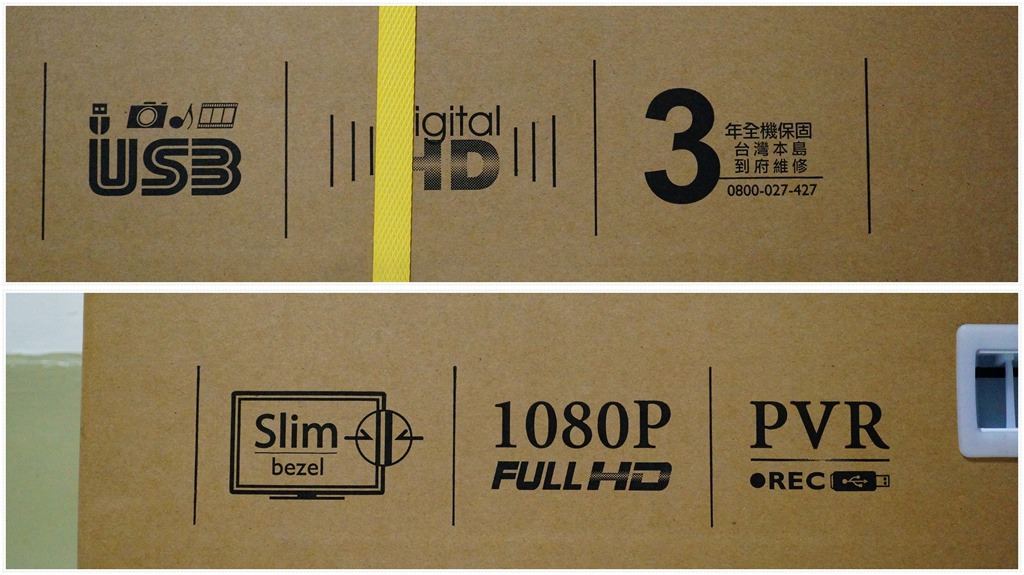 USB
igital
HD
3
年全機保固
台灣本島
到府維修
0800-027-427
Slim
bezel
1080P
FULL HD
PVR
REC